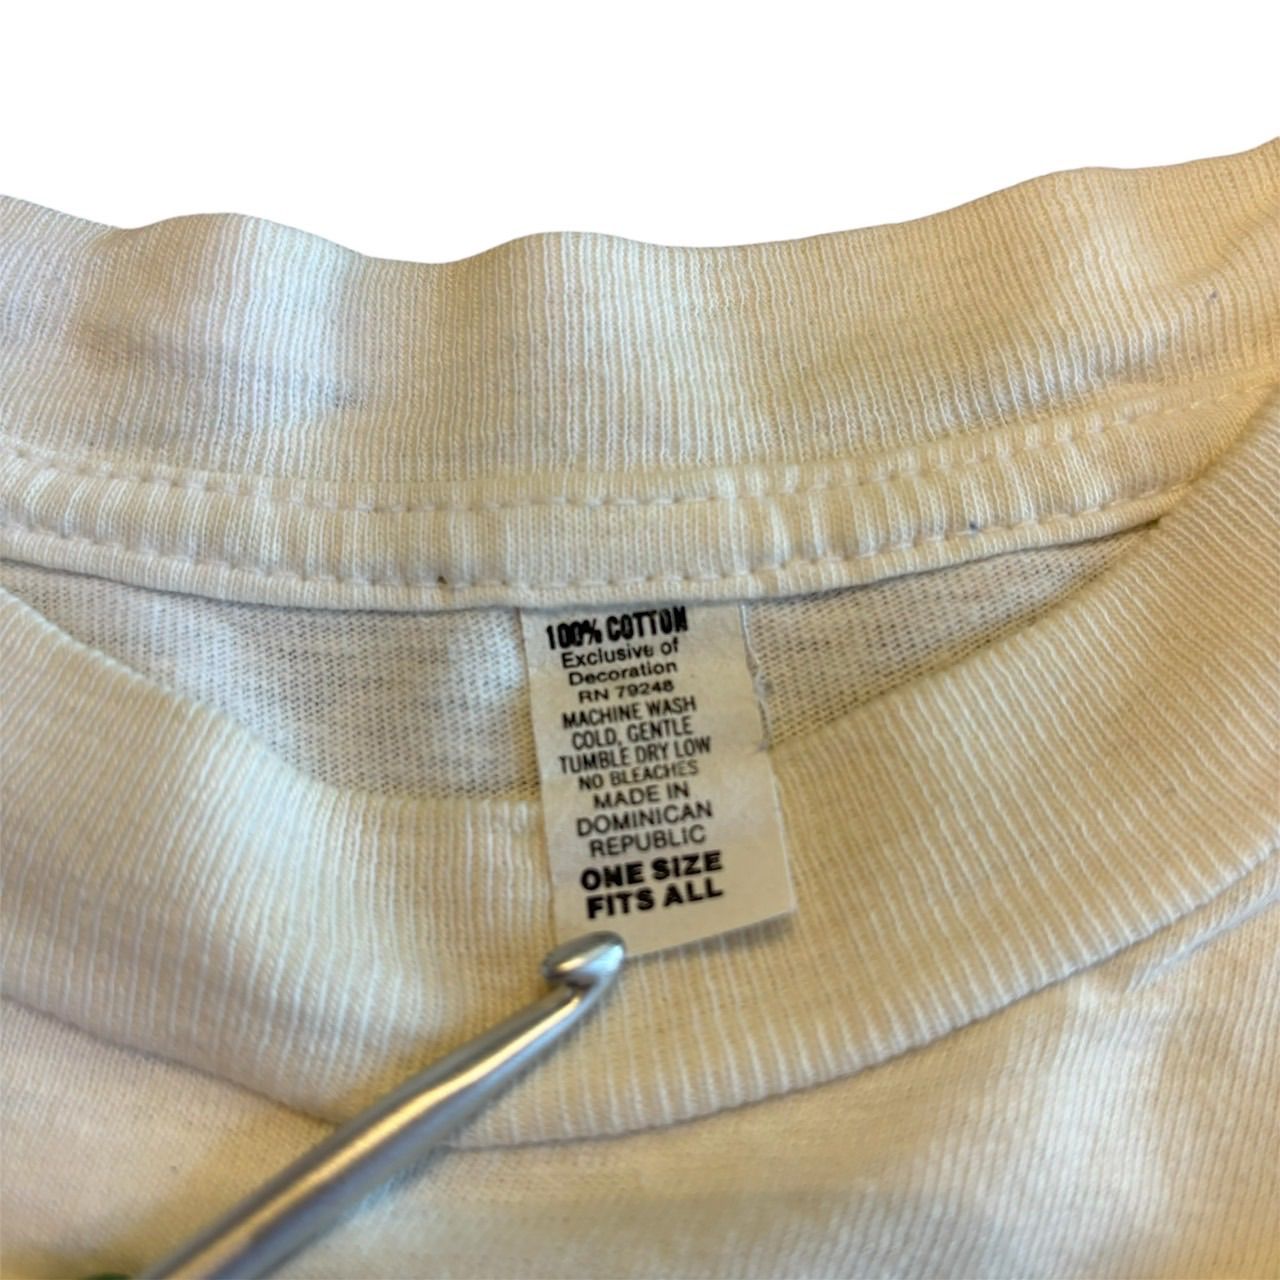 100% COTTON
Exclusive of
Decoration
RN 79248
MACHINE WASH
COLD, GENTLE
TUMBLE DRY LOW
NO BLEACHES
MADE IN
DOMINICAN
REPUBLIC
ONE SIZE
FITS ALL